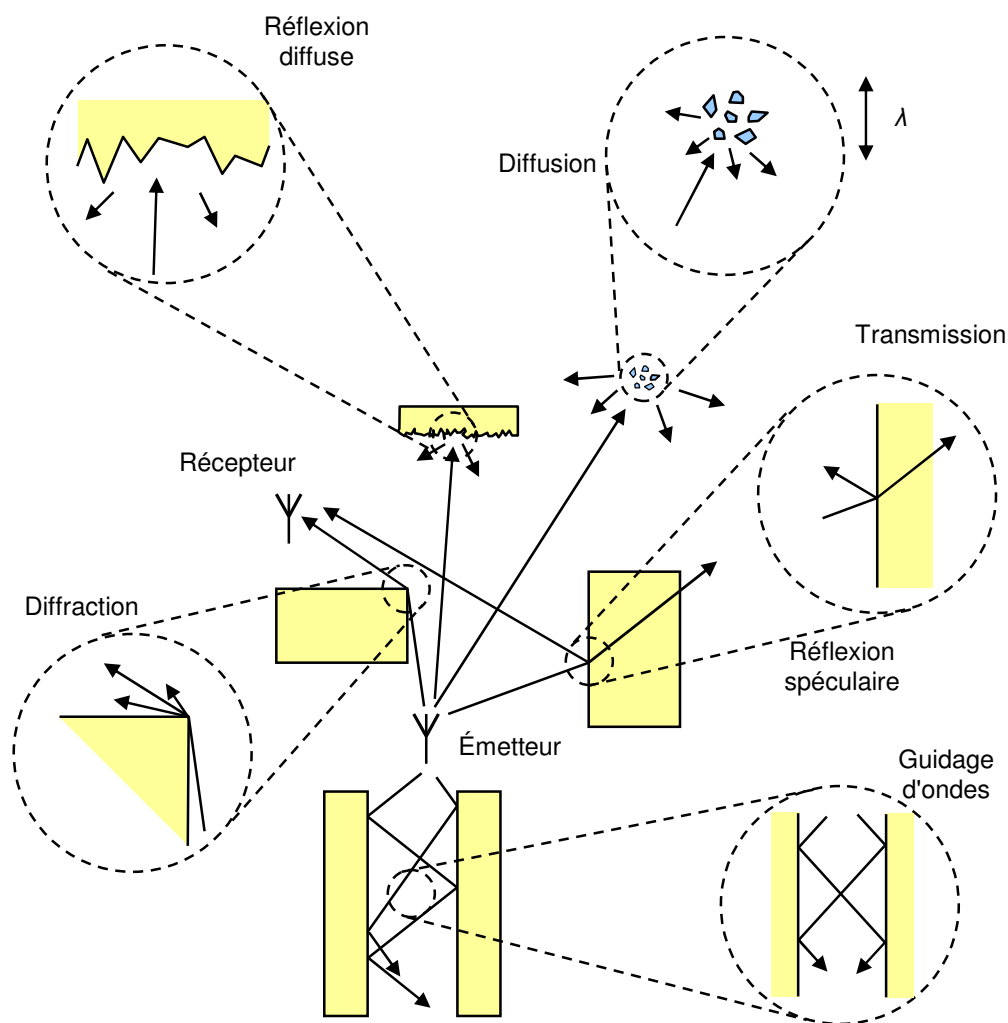 Réflexion
diffuse
Diffusion
λ
Transmission
Récepteur
Diffraction
Réflexion
spéculaire
Émetteur
Guidage
d'ondes